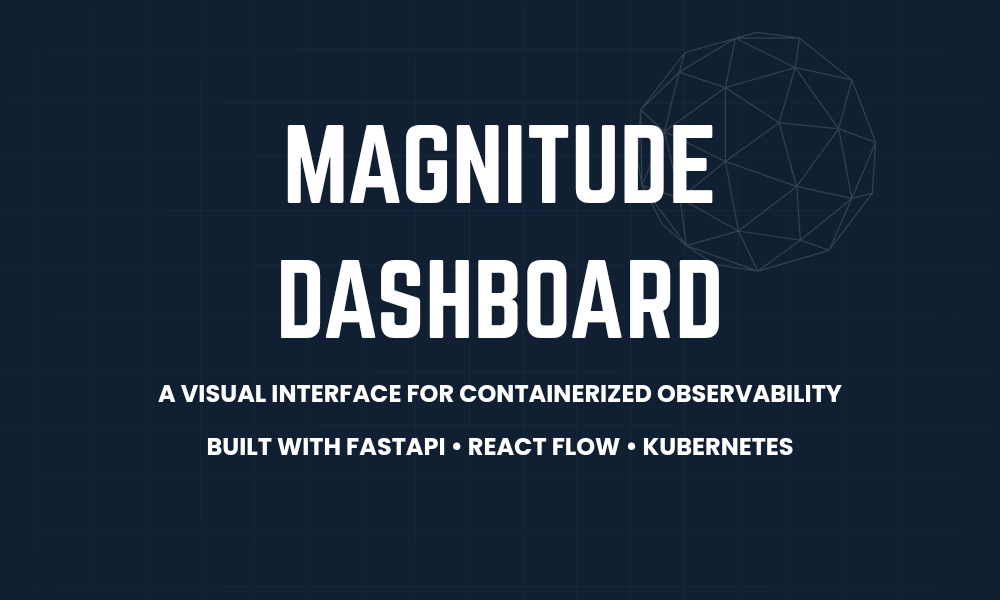 MAGNITUDE
DASHBOARD
A VISUAL INTERFACE FOR CONTAINERIZED OBSERVABILITY
BUILT WITH FASTAPI • REACT FLOW • KUBERNETES